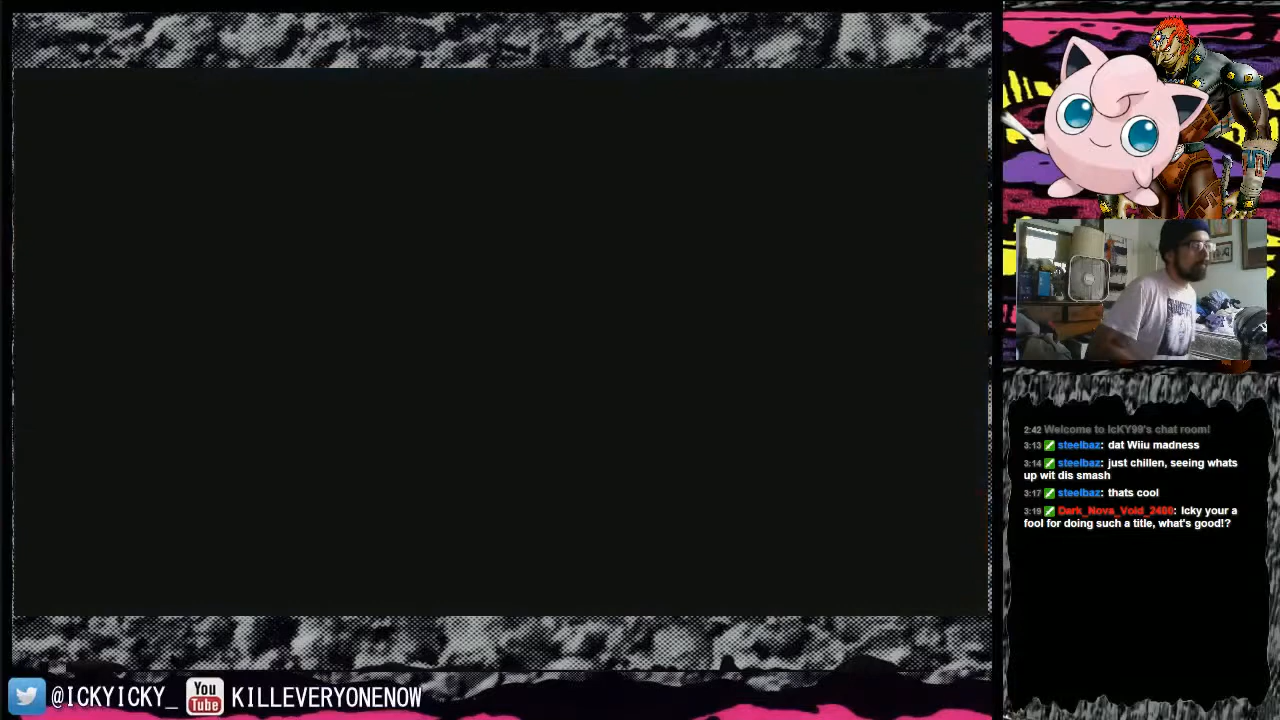 2:42 Welcome to IcKY99's chat room!
3:13 steelbaz: dat Wiiu madness
3:14 steelbaz: just chillen, seeing whats
up wit dis smash
3:17 steelbaz: thats cool
3:19 Dark_Nova_Void_2400: Icky your a
fool for doing such a title, what's good!?
@ICKYICKY_ You Tube KILLEVERYONENOW